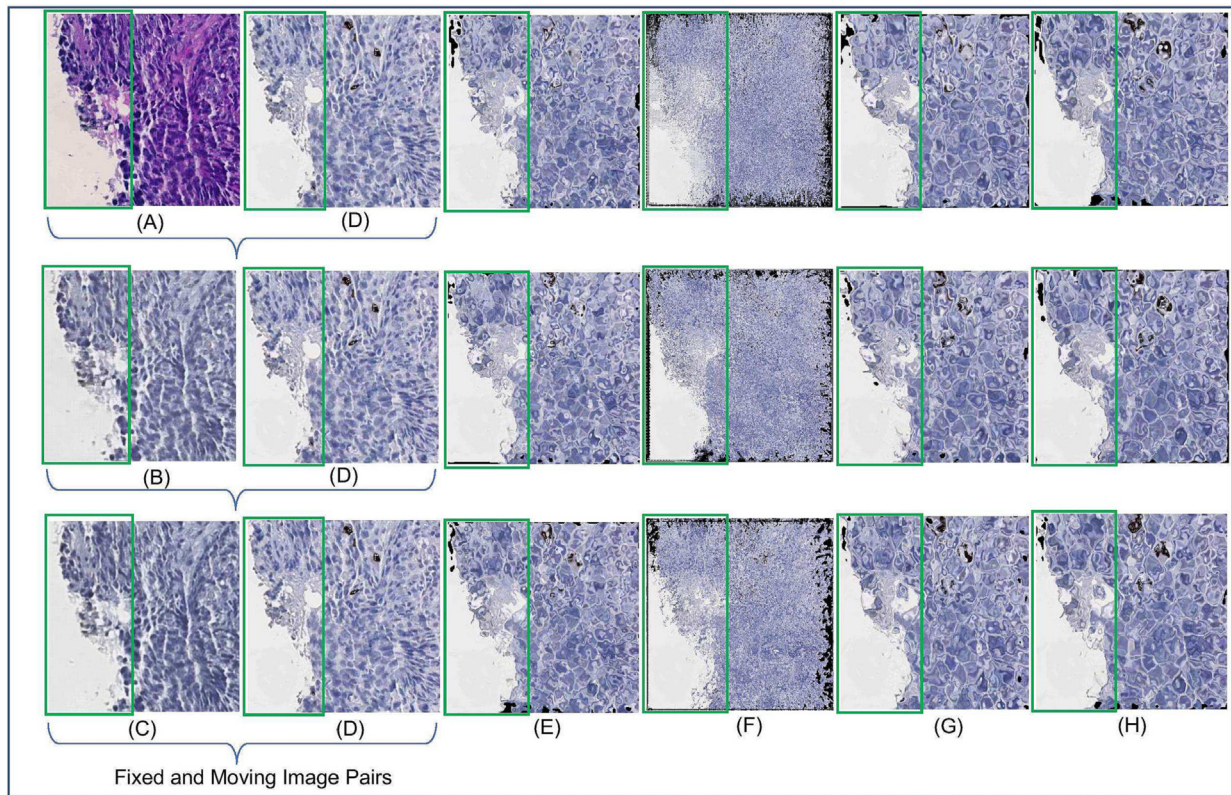 (A) (D)
(B) (D)
(C) (D) (E) (F) (G) (H)
Fixed and Moving Image Pairs